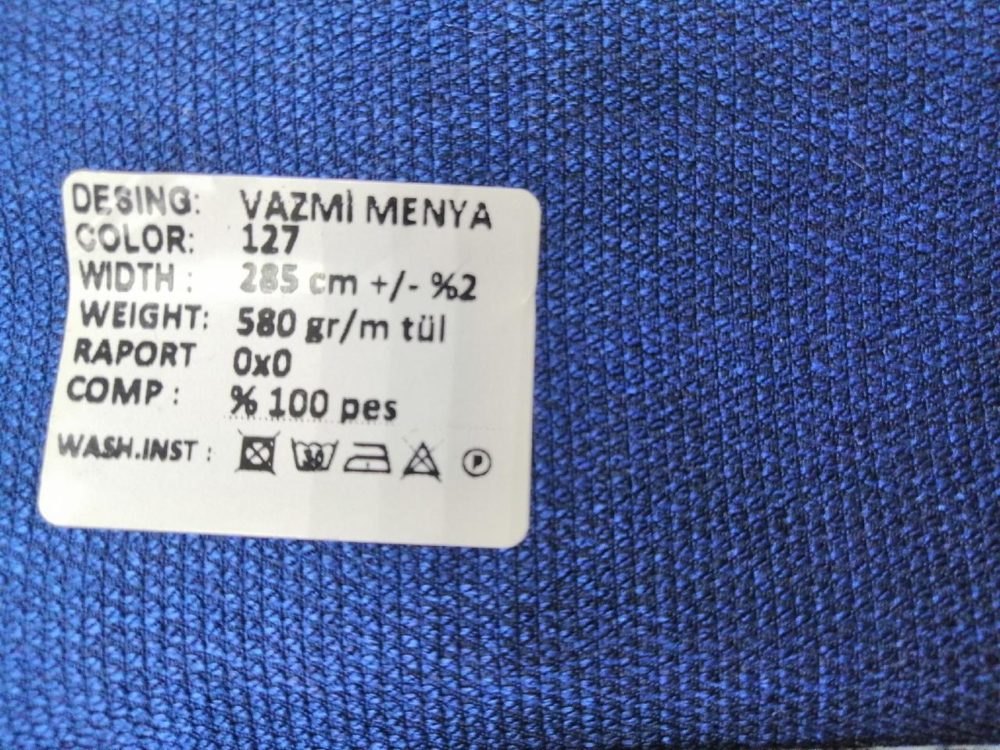 DESING: VAZMİ MENYA
COLOR: 127
WIDTH : 285 cm +/- %2
WEIGHT: 580 gr/m tül
RAPORT 0x0
COMP : % 100 pes
WASH.INST : 30 P